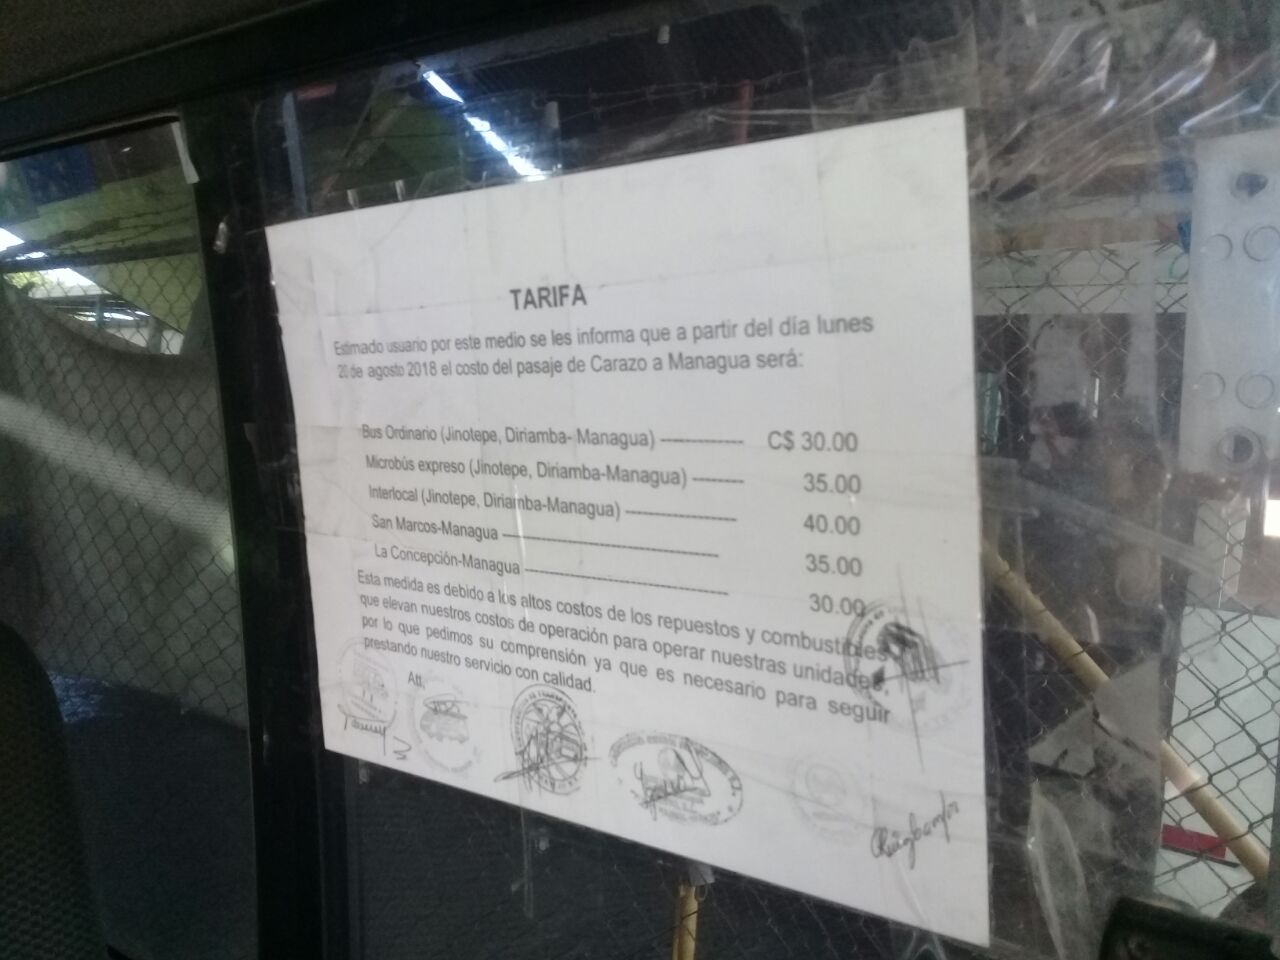 TARIFA
Estimado usuario por este medio se les informa que a partir del día lunes
20 de agosto 2018 el costo del pasaje de Carazo a Managua será:
Bus Ordinario (Jinotepe, Diriamba- Managua) ------------- C$ 30.00
Microbús expreso (Jinotepe, Diriamba-Managua) -------- 35.00
Interlocal (Jinotepe, Diriamba-Managua) ----------------- 40.00
San Marcos-Managua --------------------------------- 35.00
La Concepción-Managua ------------------------------- 30.00
Esta medida es debido a los altos costos de los repuestos y combustibles
que elevan nuestros costos de operación para operar nuestras unidades,
por lo que pedimos su comprensión ya que es necesario para seguir
prestando nuestro servicio con calidad.
Att.